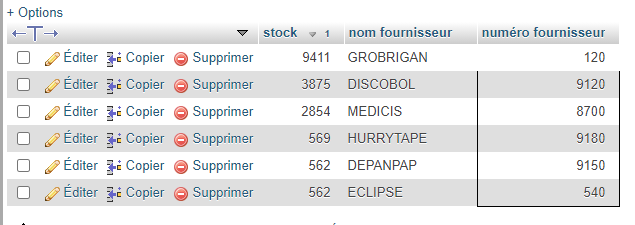 + Options
stock 1 nom fournisseur numéro fournisseur
Éditer Copier Supprimer 9411 GROBRIGAN 120
Éditer Copier Supprimer 3875 DISCOBOL 9120
Éditer Copier Supprimer 2854 MEDICIS 8700
Éditer Copier Supprimer 569 HURRYTAPE 9180
Éditer Copier Supprimer 562 DEPANPAP 9150
Éditer Copier Supprimer 562 ECLIPSE 540